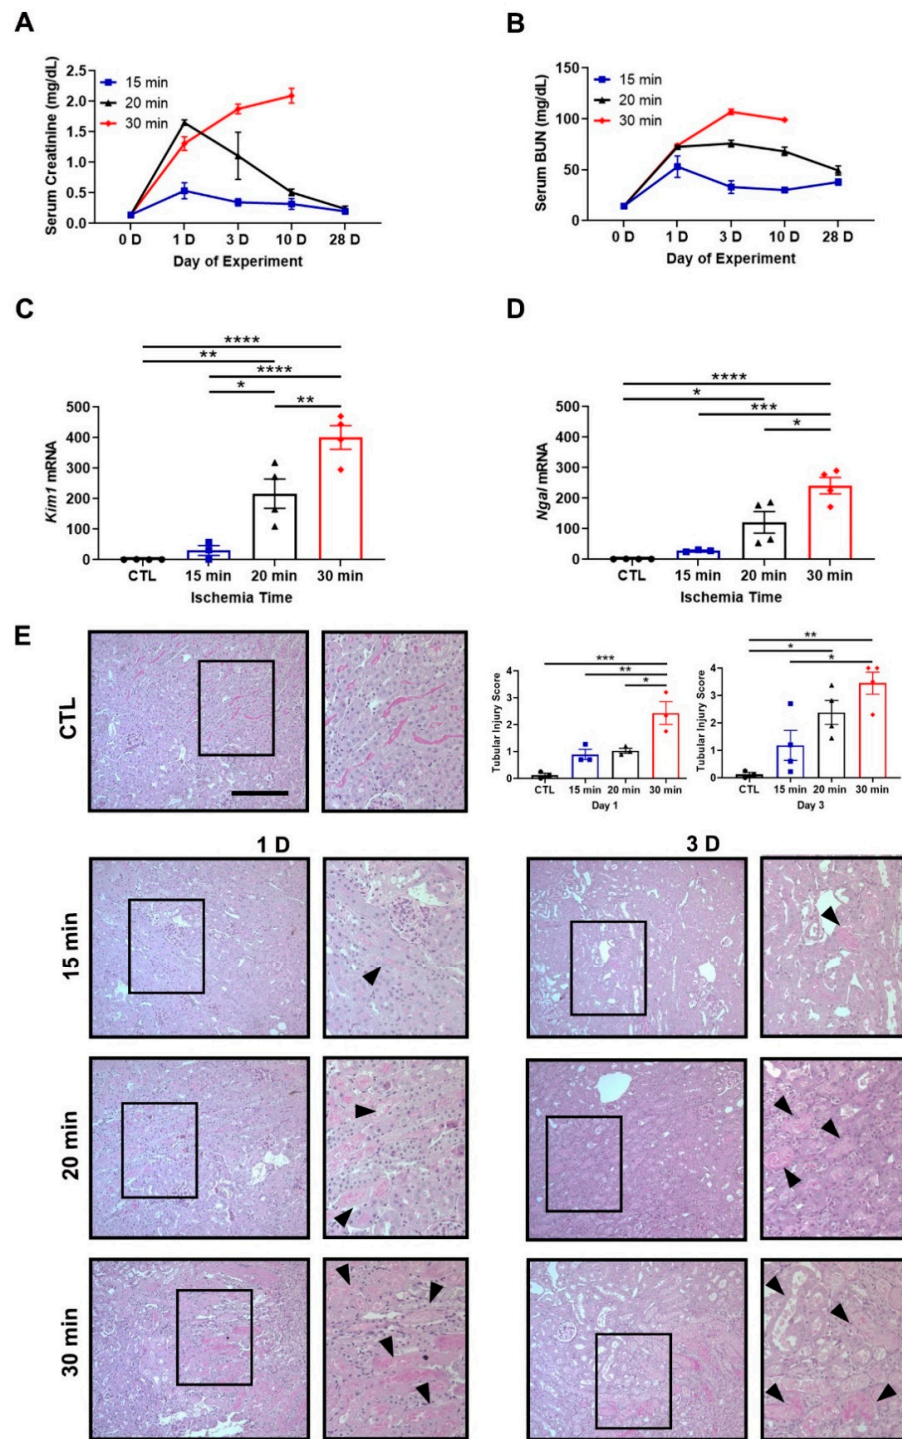 A
Serum Creatinine (mg/dL)
2.5
2.0
1.5
1.0
0.5
0.0
15 min
20 min
30 min
0 D 1 D 3 D 10 D 28 D
Day of Experiment
B
Serum BUN (mg/dL)
150
100
50
0
15 min
20 min
30 min
0 D 1 D 3 D 10 D 28 D
Day of Experiment
C
****
**
****
*
**
Kim1 mRNA
500
400
300
200
100
0
CTL 15 min 20 min 30 min
Ischemia Time
D
****
*
***
*
Ngal mRNA
500
400
300
200
100
0
CTL 15 min 20 min 30 min
Ischemia Time
E
CTL
***
**
*
Tubular Injury Score
4
3
2
1
0
CTL 15 min 20 min 30 min
Day 1
**
*
*
Tubular Injury Score
4
3
2
1
0
CTL 15 min 20 min 30 min
Day 3
1 D
3 D
15 min
20 min
30 min